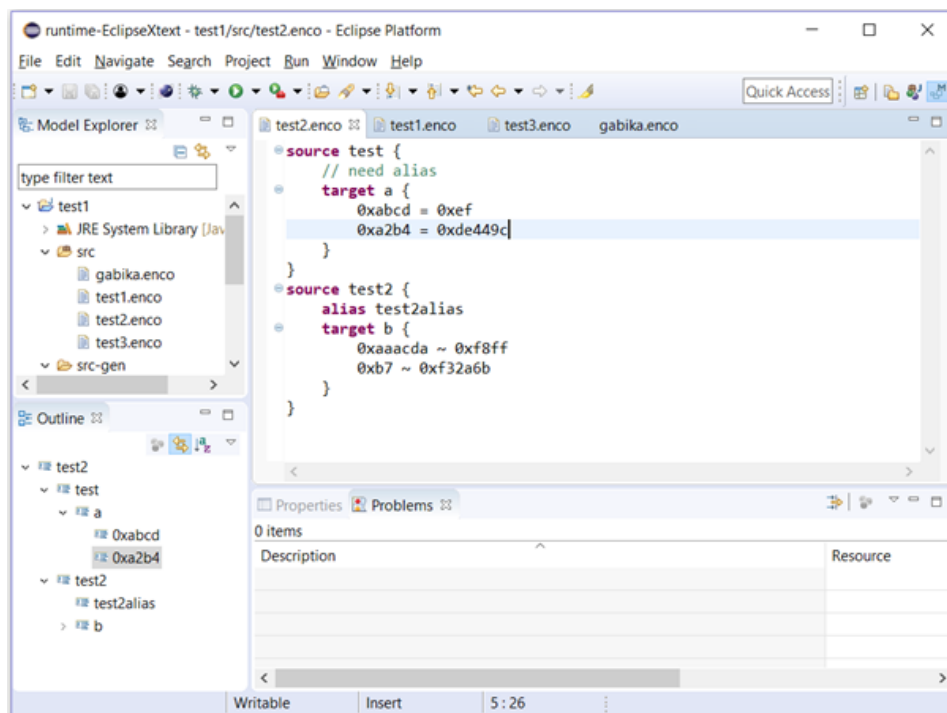 runtime-EclipseXtext - test1/src/test2.enco - Eclipse Platform
File Edit Navigate Search Project Run Window Help
Quick Access
Model Explorer
type filter text
test1
JRE System Library [Jav
src
gabika.enco
test1.enco
test2.enco
test3.enco
src-gen
Outline
test2
test
a
0xabcd
0xa2b4
test2
test2alias
b
test2.enco test1.enco test3.enco gabika.enco
source test {
// need alias
target a {
0xabcd = 0xef
0xa2b4 = 0xde449c
}
}
source test2 {
alias test2alias
target b {
0xaaacda ~ 0xf8ff
0xb7 ~ 0xf32a6b
}
}
Properties Problems
0 items
Description Resource
Writable Insert 5 : 26